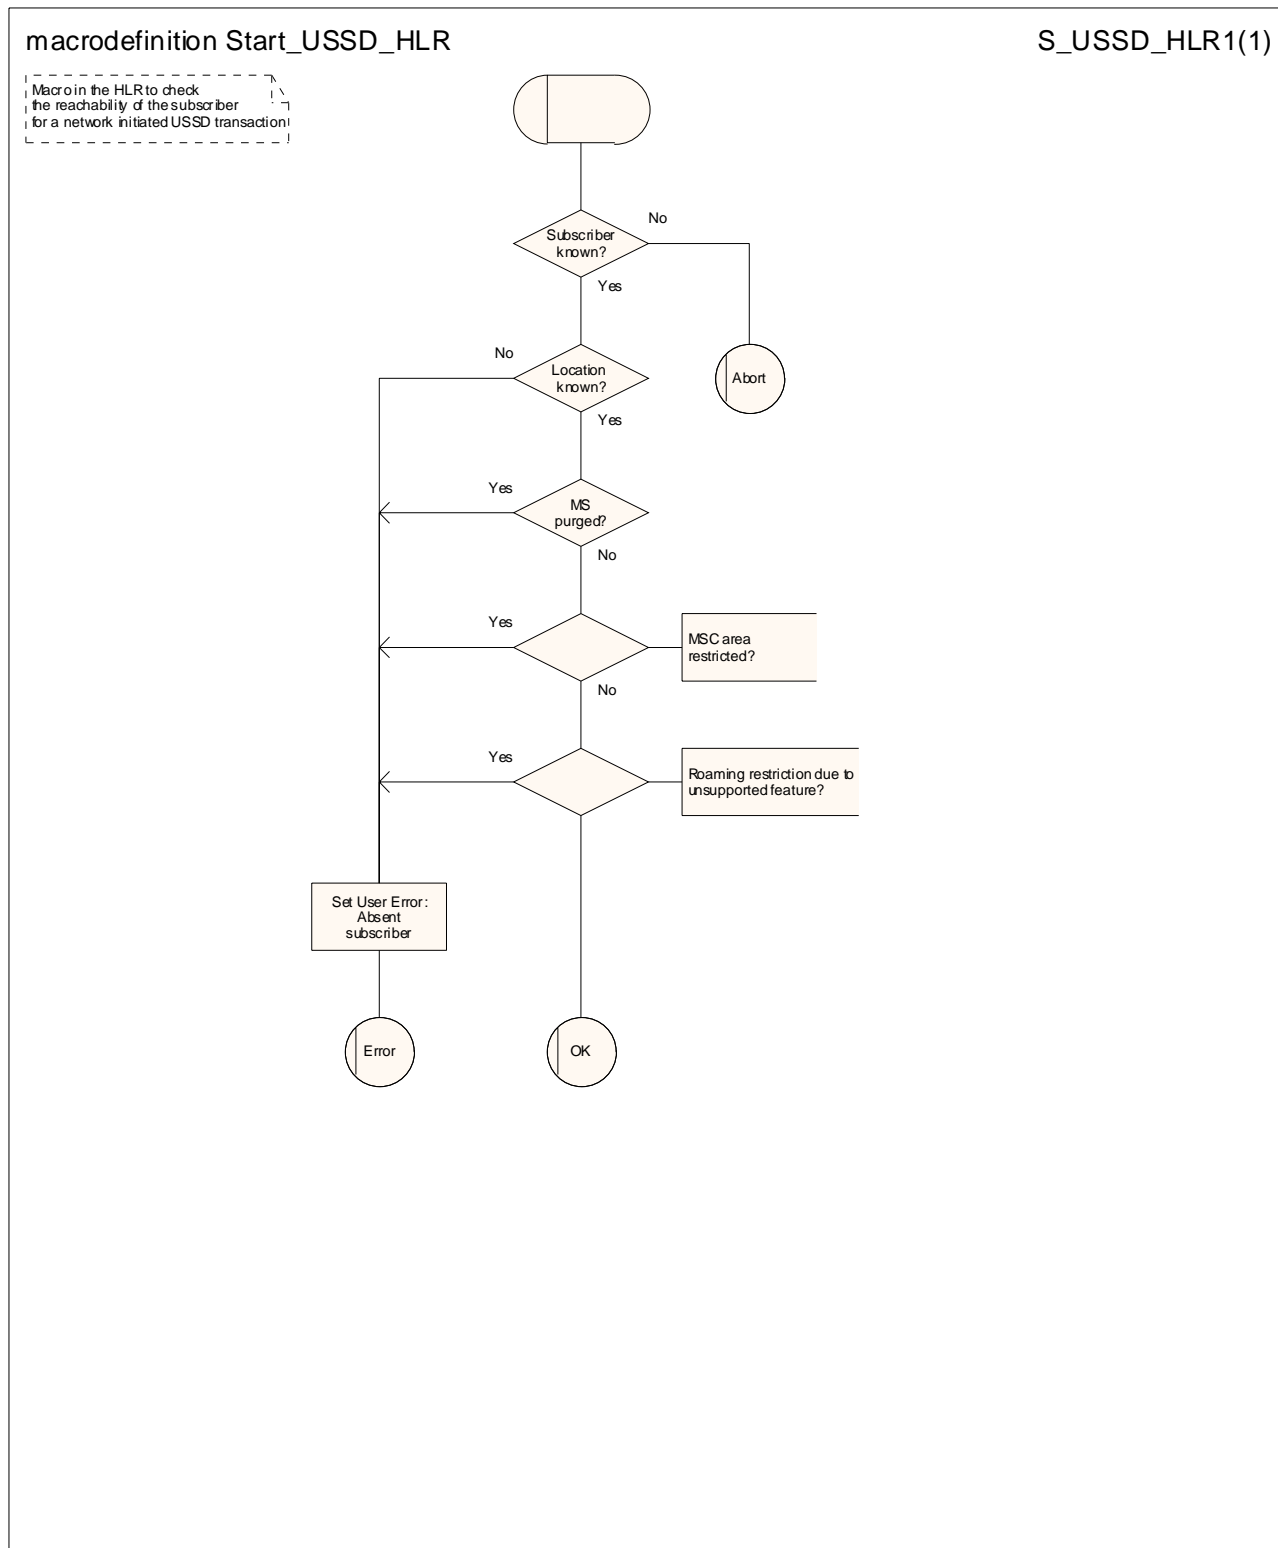 macrodefinition Start_USSD_HLR
S_USSD_HLR1(1)
Macro in the HLR to check
the reachability of the subscriber
for a network initiated USSD transaction
Subscriber
known?
No
Yes
Location
known?
No
Abort
Yes
MS
purged?
Yes
No
Yes
MSC area
restricted?
No
Yes
Roaming restriction due to
unsupported feature?
Set User Error:
Absent
subscriber
Error
OK